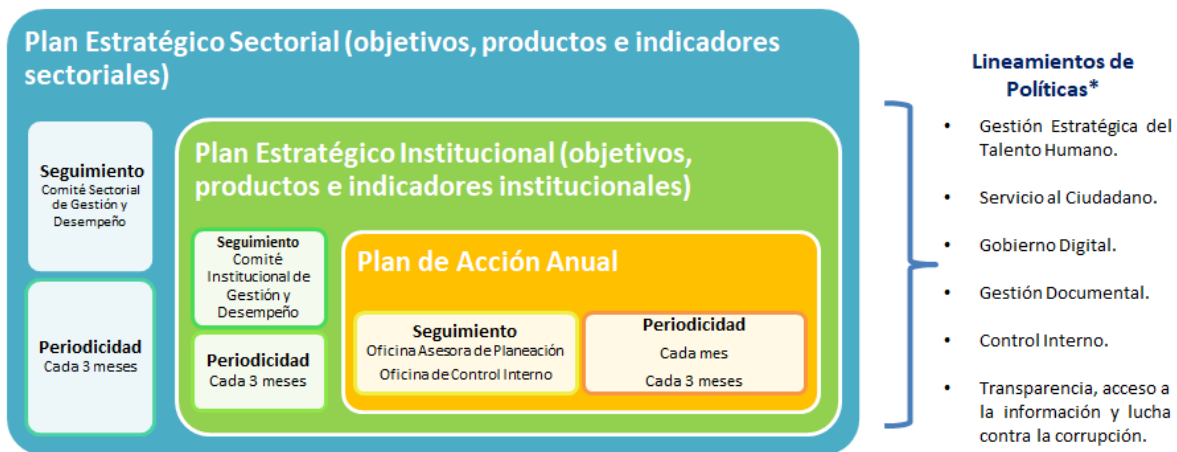 Plan Estratégico Sectorial (objetivos, productos e indicadores
sectoriales)
Seguimiento
Comité Sectorial
de Gestión y
Desempeño
Periodicidad
Cada 3 meses
Plan Estratégico Institucional (objetivos,
productos e indicadores institucionales)
Seguimiento
Comité
Institucional de
Gestión y
Desempeño
Periodicidad
Cada 3 meses
Plan de Acción Anual
Seguimiento
Oficina Asesora de Planeación
Oficina de Control Interno
Periodicidad
Cada mes
Cada 3 meses
Lineamientos de
Políticas*
• Gestión Estratégica del
Talento Humano.
• Servicio al Ciudadano.
• Gobierno Digital.
• Gestión Documental.
• Control Interno.
• Transparencia, acceso a
la información y lucha
contra la corrupción.